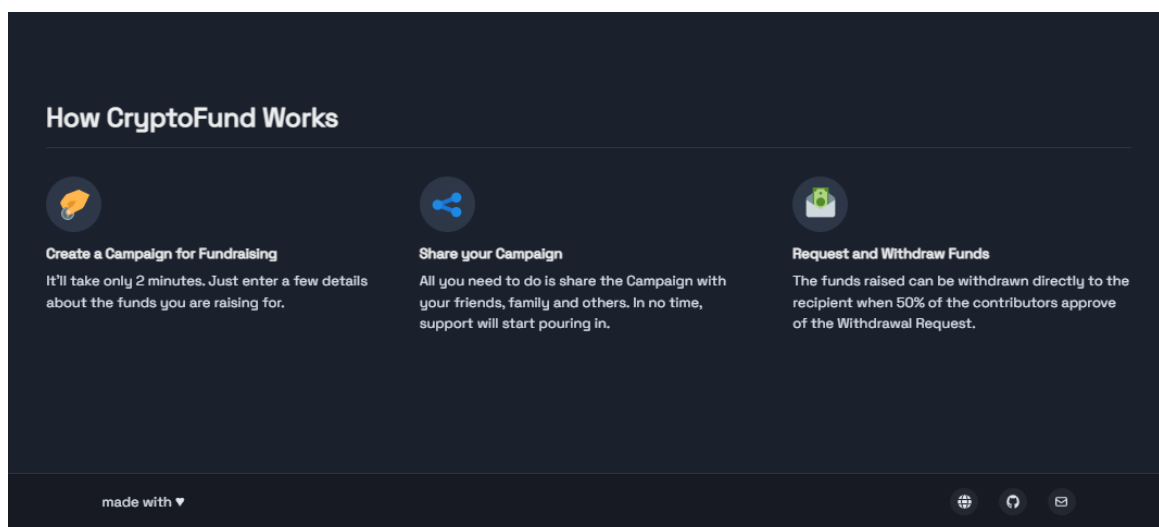 How CryptoFund Works
Create a Campaign for Fundraising
It'll take only 2 minutes. Just enter a few details
about the funds you are raising for.
Share your Campaign
All you need to do is share the Campaign with
your friends, family and others. In no time,
support will start pouring in.
Request and Withdraw Funds
The funds raised can be withdrawn directly to the
recipient when 50% of the contributors approve
of the Withdrawal Request.
made with ♥